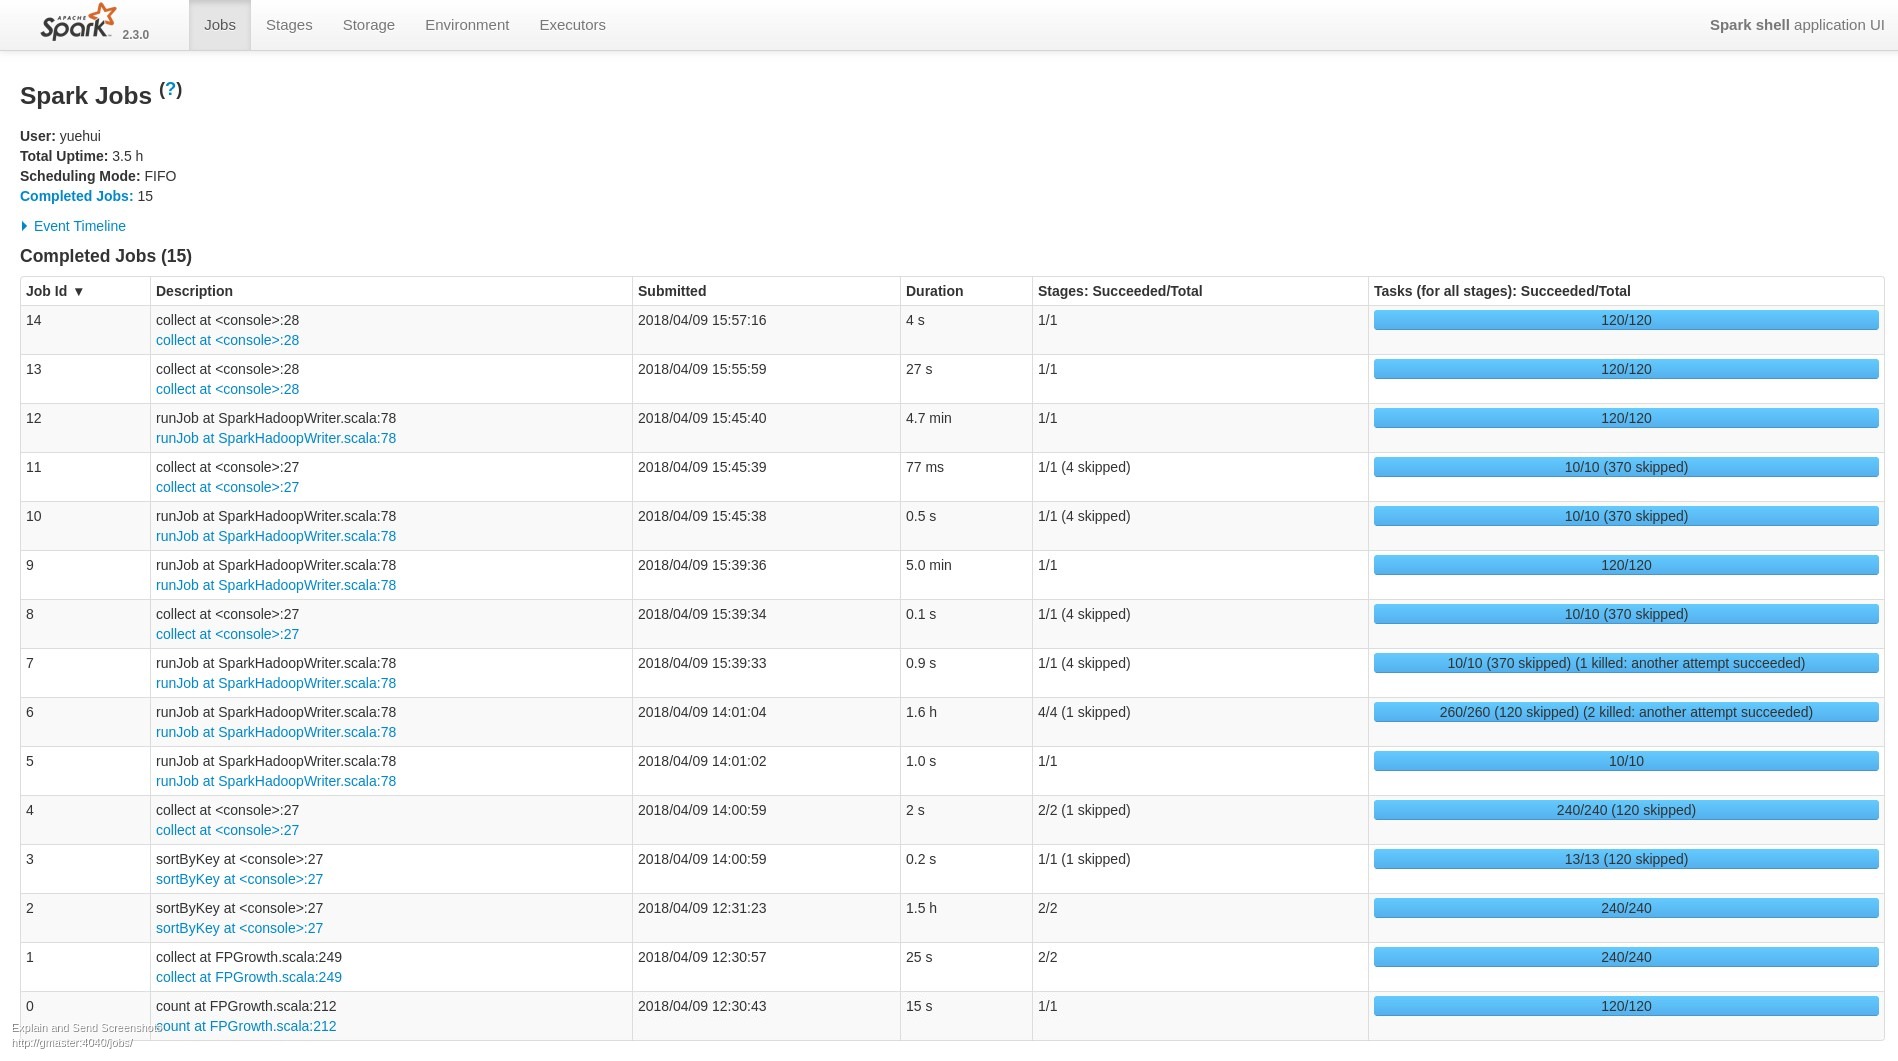 APACHE Spark 2.3.0 Jobs Stages Storage Environment Executors Spark shell application UI
Spark Jobs (?)
User: yuehui
Total Uptime: 3.5 h
Scheduling Mode: FIFO
Completed Jobs: 15
Event Timeline
Completed Jobs (15)
Job Id ▼ Description Submitted Duration Stages: Succeeded/Total Tasks (for all stages): Succeeded/Total
14 collect at <console>:28 2018/04/09 15:57:16 4 s 1/1 120/120
collect at <console>:28
13 collect at <console>:28 2018/04/09 15:55:59 27 s 1/1 120/120
collect at <console>:28
12 runJob at SparkHadoopWriter.scala:78 2018/04/09 15:45:40 4.7 min 1/1 120/120
runJob at SparkHadoopWriter.scala:78
11 collect at <console>:27 2018/04/09 15:45:39 77 ms 1/1 (4 skipped) 10/10 (370 skipped)
collect at <console>:27
10 runJob at SparkHadoopWriter.scala:78 2018/04/09 15:45:38 0.5 s 1/1 (4 skipped) 10/10 (370 skipped)
runJob at SparkHadoopWriter.scala:78
9 runJob at SparkHadoopWriter.scala:78 2018/04/09 15:39:36 5.0 min 1/1 120/120
runJob at SparkHadoopWriter.scala:78
8 collect at <console>:27 2018/04/09 15:39:34 0.1 s 1/1 (4 skipped) 10/10 (370 skipped)
collect at <console>:27
7 runJob at SparkHadoopWriter.scala:78 2018/04/09 15:39:33 0.9 s 1/1 (4 skipped) 10/10 (370 skipped) (1 killed: another attempt succeeded)
runJob at SparkHadoopWriter.scala:78
6 runJob at SparkHadoopWriter.scala:78 2018/04/09 14:01:04 1.6 h 4/4 (1 skipped) 260/260 (120 skipped) (2 killed: another attempt succeeded)
runJob at SparkHadoopWriter.scala:78
5 runJob at SparkHadoopWriter.scala:78 2018/04/09 14:01:02 1.0 s 1/1 10/10
runJob at SparkHadoopWriter.scala:78
4 collect at <console>:27 2018/04/09 14:00:59 2 s 2/2 (1 skipped) 240/240 (120 skipped)
collect at <console>:27
3 sortByKey at <console>:27 2018/04/09 14:00:59 0.2 s 1/1 (1 skipped) 13/13 (120 skipped)
sortByKey at <console>:27
2 sortByKey at <console>:27 2018/04/09 12:31:23 1.5 h 2/2 240/240
sortByKey at <console>:27
1 collect at FPGrowth.scala:249 2018/04/09 12:30:57 25 s 2/2 240/240
collect at FPGrowth.scala:249
0 count at FPGrowth.scala:212 2018/04/09 12:30:43 15 s 1/1 120/120
count at FPGrowth.scala:212
Explain and Send Screenshots
http://gmaster:4040/jobs/